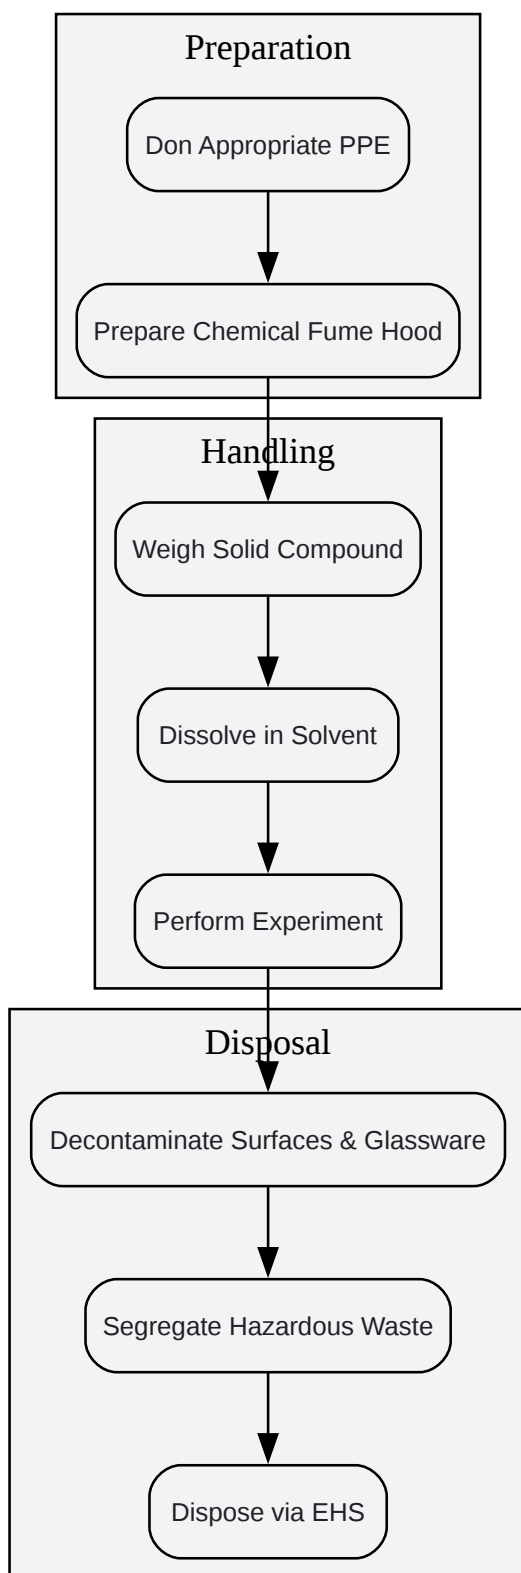 Preparation
Don Appropriate PPE
Prepare Chemical Fume Hood
Handling
Weigh Solid Compound
Dissolve in Solvent
Perform Experiment
Disposal
Decontaminate Surfaces & Glassware
Segregate Hazardous Waste
Dispose via EHS